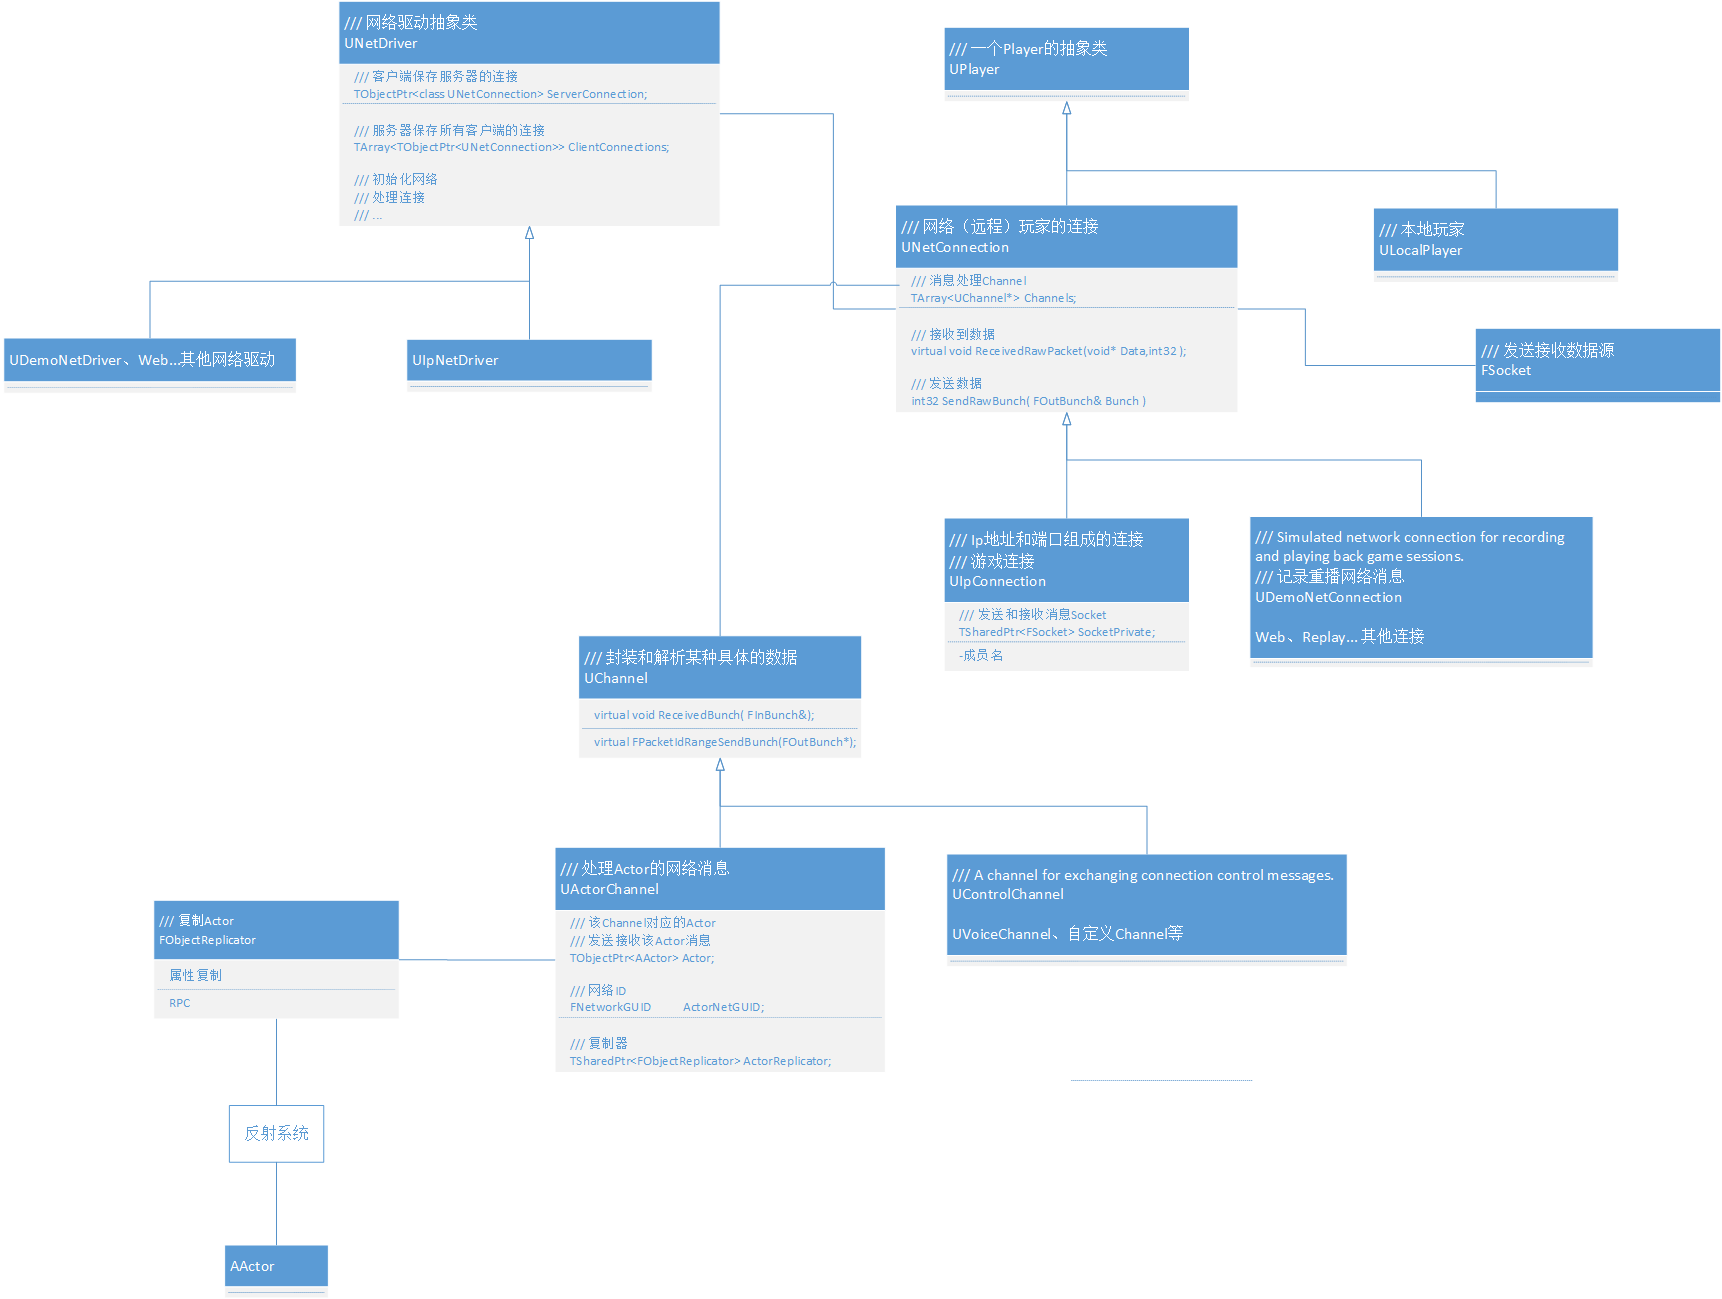 /// 网络驱动抽象类
UNetDriver
/// 客户端保存服务器的连接
TObjectPtr<class UNetConnection> ServerConnection;
/// 服务器保存所有客户端的连接
TArray<TObjectPtr<UNetConnection>> ClientConnections;
/// 初始化网络
/// 处理连接
/// ...
/// 一个Player的抽象类
UPlayer
/// 网络（远程）玩家的连接
UNetConnection
/// 消息处理Channel
TArray<UChannel*> Channels;
/// 接收到数据
virtual void ReceivedRawPacket(void* Data,int32 );
/// 发送数据
int32 SendRawBunch( FOutBunch& Bunch )
/// 本地玩家
ULocalPlayer
UDemoNetDriver、Web...其他网络驱动
UIpNetDriver
/// 发送接收数据源
FSocket
/// Ip地址和端口组成的连接
/// 游戏连接
UIpConnection
/// 发送和接收消息Socket
TSharedPtr<FSocket> SocketPrivate;
-成员名
/// Simulated network connection for recording
and playing back game sessions.
/// 记录重播网络消息
UDemoNetConnection
Web、Replay... 其他连接
/// 封装和解析某种具体的数据
UChannel
virtual void ReceivedBunch( FInBunch&);
virtual FPacketIdRangeSendBunch(FOutBunch*);
/// 处理Actor的网络消息
UActorChannel
/// 该Channel对应的Actor
/// 发送接收该Actor消息
TObjectPtr<AActor> Actor;
/// 网络ID
FNetworkGUID ActorNetGUID;
/// 复制器
TSharedPtr<FObjectReplicator> ActorReplicator;
/// A channel for exchanging connection control messages.
UControlChannel
UVoiceChannel、自定义Channel等
/// 复制Actor
FObjectReplicator
属性复制
RPC
反射系统
AActor